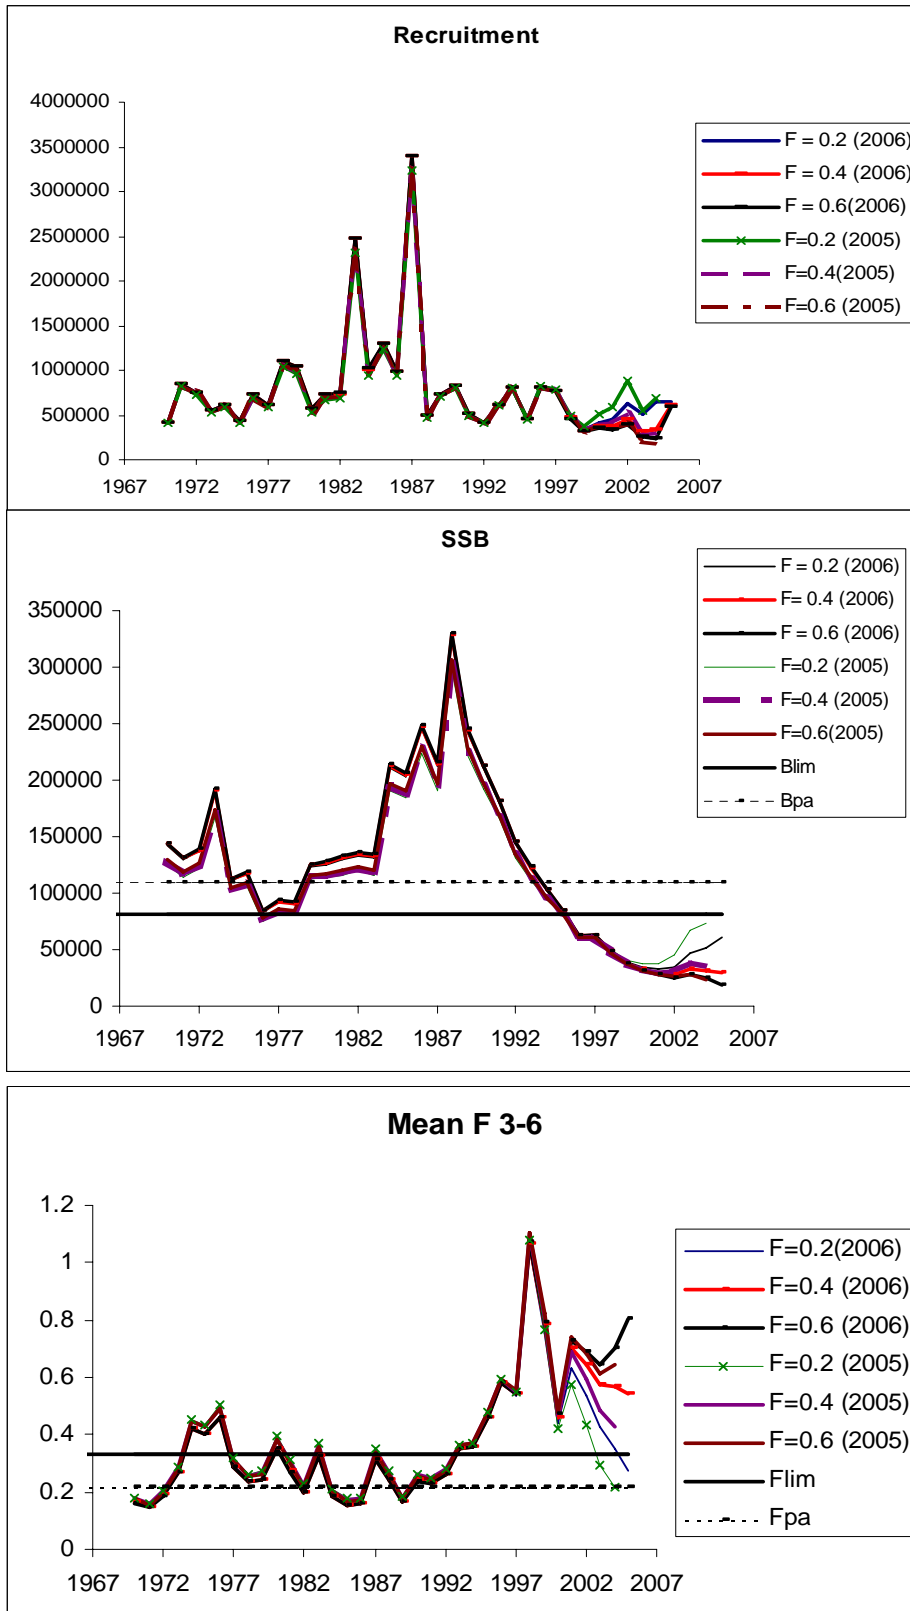 Recruitment
4000000
3500000
3000000
2500000
2000000
1500000
1000000
500000
0
1967 1972 1977 1982 1987 1992 1997 2002 2007
F = 0.2 (2006)
F = 0.4 (2006)
F = 0.6(2006)
F=0.2 (2005)
F=0.4(2005)
F=0.6 (2005)
SSB
350000
300000
250000
200000
150000
100000
50000
0
1967 1972 1977 1982 1987 1992 1997 2002 2007
F = 0.2 (2006)
F= 0.4 (2006)
F = 0.6 (2006)
F=0.2 (2005)
F=0.4 (2005)
F=0.6(2005)
Blim
Bpa
Mean F 3-6
1.2
1
0.8
0.6
0.4
0.2
0
1967 1972 1977 1982 1987 1992 1997 2002 2007
F=0.2(2006)
F=0.4 (2006)
F=0.6 (2006)
F=0.2 (2005)
F=0.4 (2005)
F=0.6 (2005)
Flim
Fpa